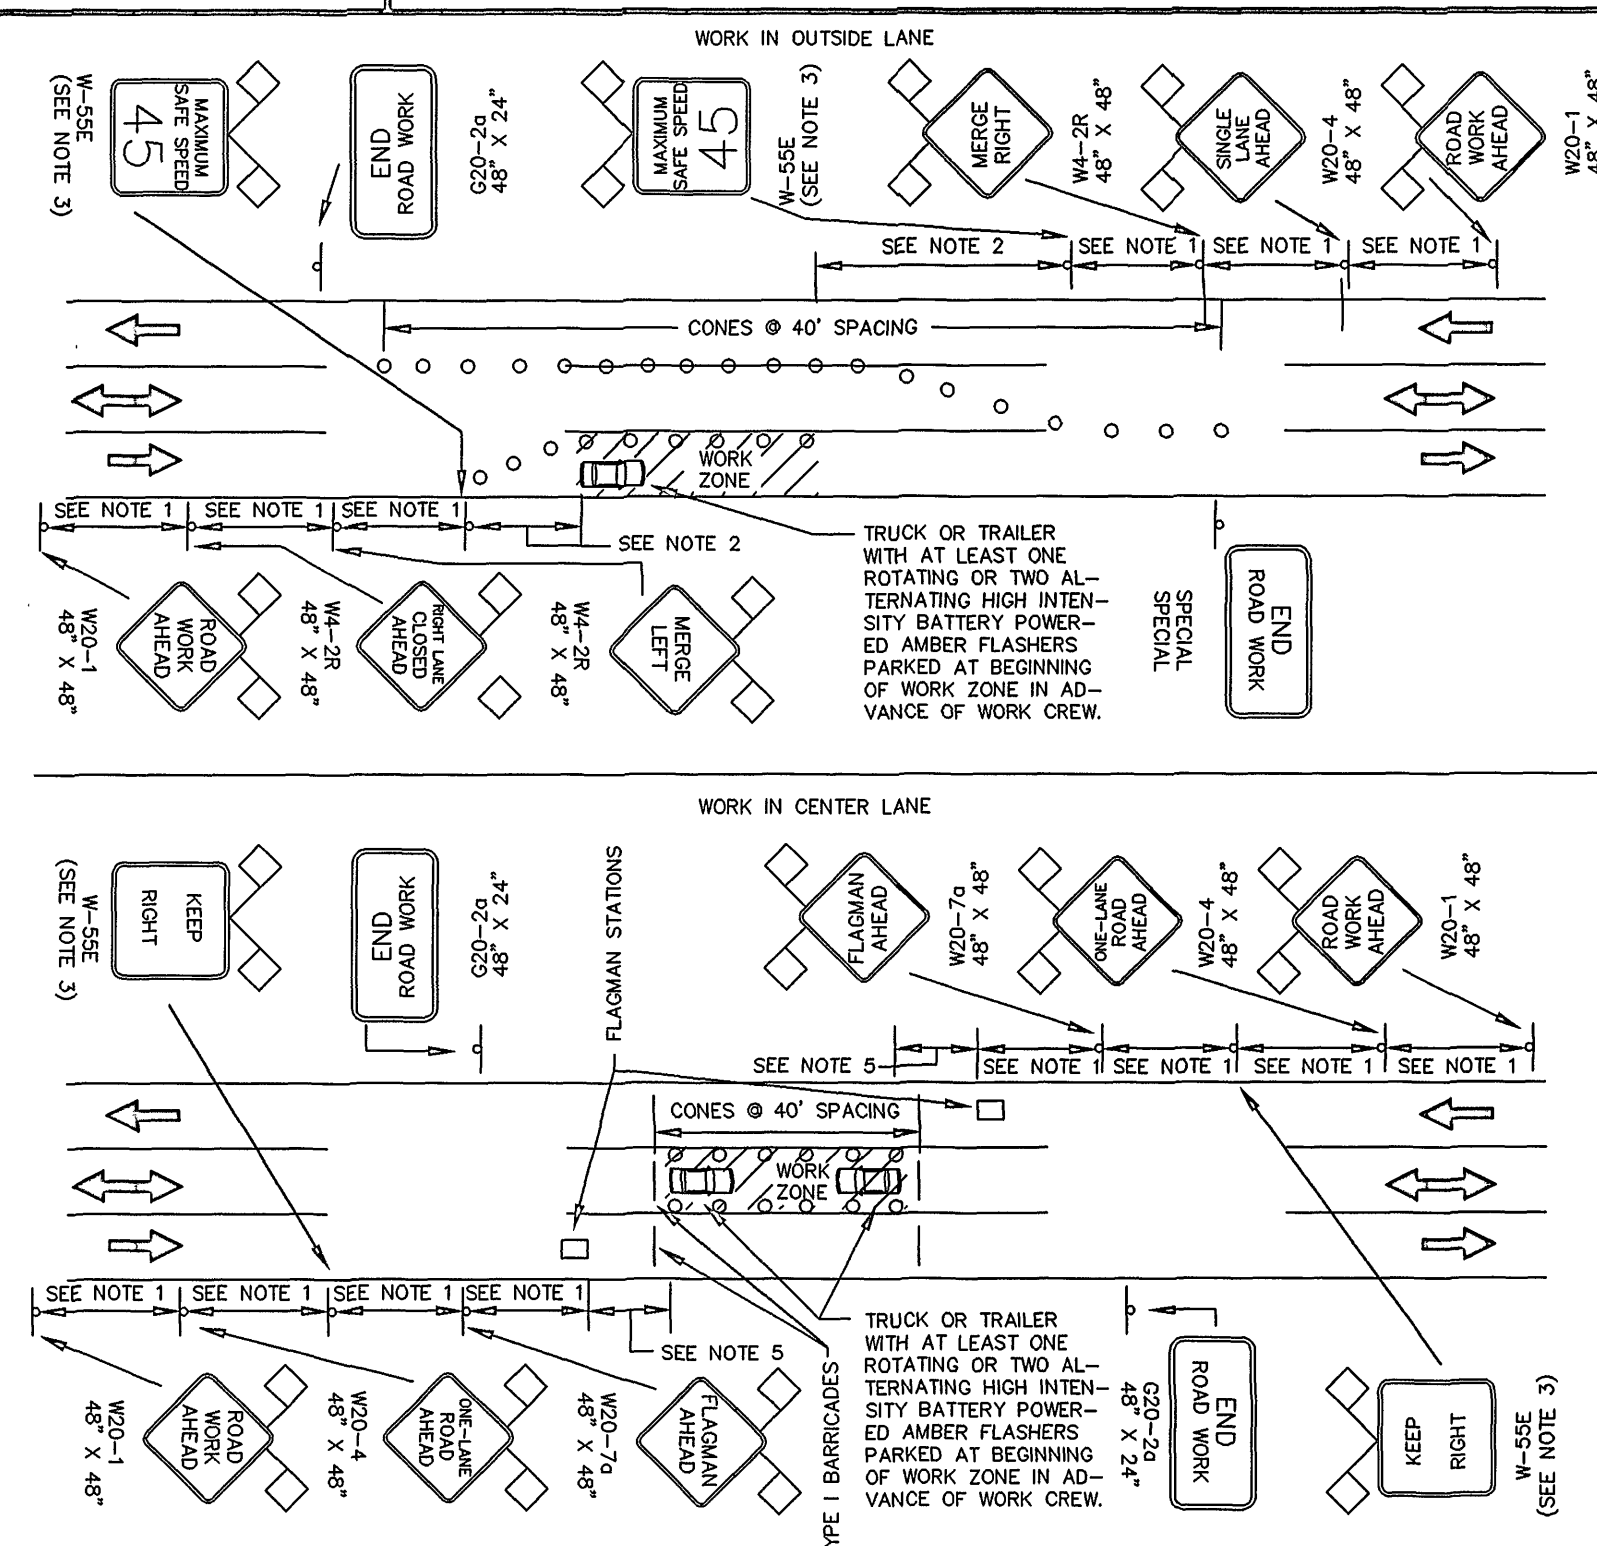 WORK IN OUTSIDE LANE
W-55E
(SEE NOTE 3)
MAXIMUM
SAFE SPEED
45
END
ROAD WORK
G20-2a
48" X 24"
MAXIMUM
SAFE SPEED
45
W-55E
(SEE NOTE 3)
MERGE
RIGHT
W4-2R
48" X 48"
SINGLE
LANE
AHEAD
W20-4
48" X 48"
ROAD
WORK
AHEAD
W20-1
48" X 48"
SEE NOTE 2
SEE NOTE 1
SEE NOTE 1
SEE NOTE 1
CONES @ 40' SPACING
WORK
ZONE
SEE NOTE 1
SEE NOTE 1
SEE NOTE 1
SEE NOTE 2
W20-1
48" X 48"
ROAD
WORK
AHEAD
W4-2R
48" X 48"
RIGHT LANE
CLOSED
AHEAD
W4-2R
48" X 48"
MERGE
LEFT
TRUCK OR TRAILER
WITH AT LEAST ONE
ROTATING OR TWO AL-
TERNATING HIGH INTEN-
SITY BATTERY POWER-
ED AMBER FLASHERS
PARKED AT BEGINNING
OF WORK ZONE IN AD-
VANCE OF WORK CREW.
SPECIAL
SPECIAL
END
ROAD WORK
WORK IN CENTER LANE
W-55E
(SEE NOTE 3)
KEEP
RIGHT
END
ROAD WORK
G20-2a
48" X 24"
FLAGMAN STATIONS
FLAGMAN
AHEAD
W20-7a
48" X 48"
ONE-LANE
ROAD
AHEAD
W20-4
48" X 48"
ROAD
WORK
AHEAD
W20-1
48" X 48"
SEE NOTE 5
SEE NOTE 1
SEE NOTE 1
SEE NOTE 1
SEE NOTE 1
CONES @ 40' SPACING
WORK
ZONE
SEE NOTE 1
SEE NOTE 1
SEE NOTE 1
SEE NOTE 1
SEE NOTE 5
W20-1
48" X 48"
ROAD
WORK
AHEAD
W20-4
48" X 48"
ONE-LANE
ROAD
AHEAD
W20-7a
48" X 48"
FLAGMAN
AHEAD
YPE I BARRICADES
TRUCK OR TRAILER
WITH AT LEAST ONE
ROTATING OR TWO AL-
TERNATING HIGH INTEN-
SITY BATTERY POWER-
ED AMBER FLASHERS
PARKED AT BEGINNING
OF WORK ZONE IN AD-
VANCE OF WORK CREW.
G20-2a
48" X 24"
END
ROAD WORK
KEEP
RIGHT
W-55E
(SEE NOTE 3)